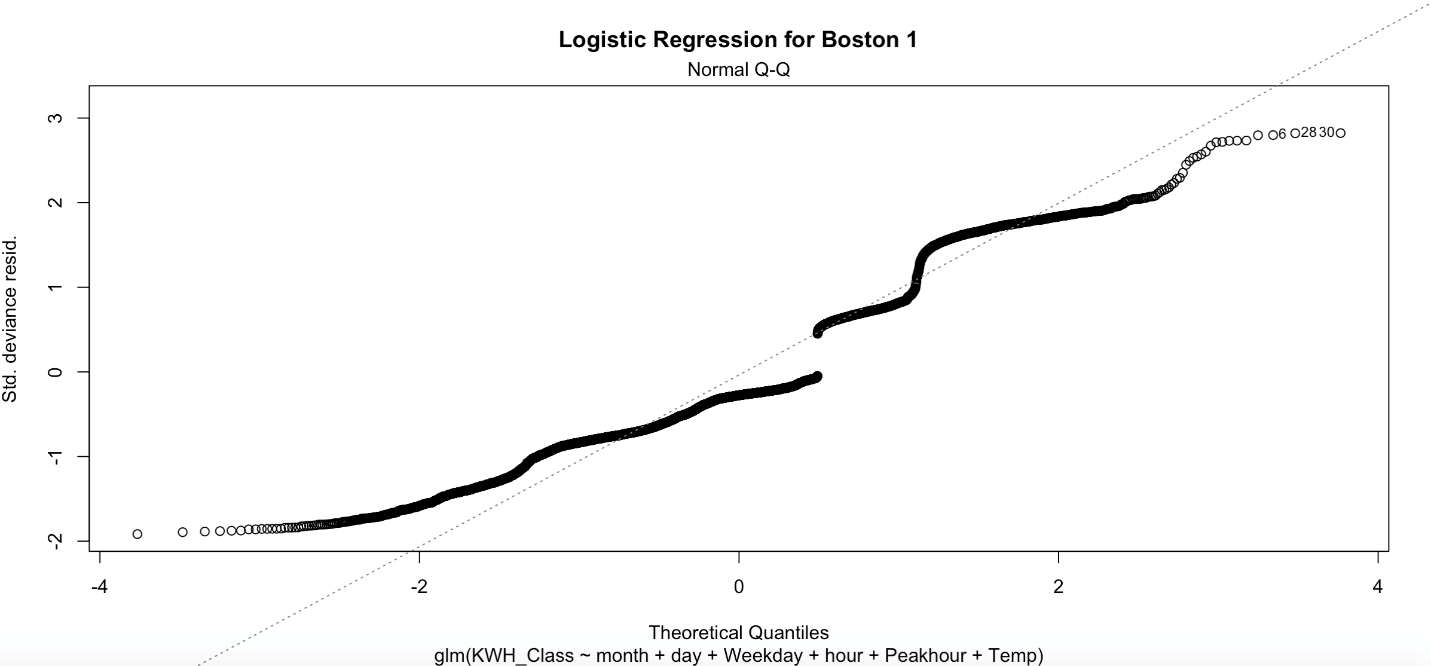 Logistic Regression for Boston 1
Normal Q-Q
Std. deviance resid.
3
2
1
0
-1
-2
6 28 30
-4 -2 0 2 4
Theoretical Quantiles
glm(KWH_Class ~ month + day + Weekday + hour + Peakhour + Temp)